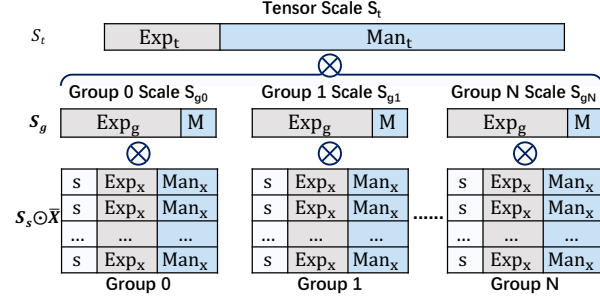 Tensor Scale S_t
S_t Exp_t Man_t
Group 0 Scale S_g0 Group 1 Scale S_g1 Group N Scale S_gN
S_g Exp_g M Exp_g M Exp_g M
s Exp_x Man_x s Exp_x Man_x s Exp_x Man_x
S_s⊙X̅ s Exp_x Man_x s Exp_x Man_x ...... s Exp_x Man_x
... ... ... ... ... ... ... ... ...
s Exp_x Man_x s Exp_x Man_x s Exp_x Man_x
Group 0 Group 1 Group N